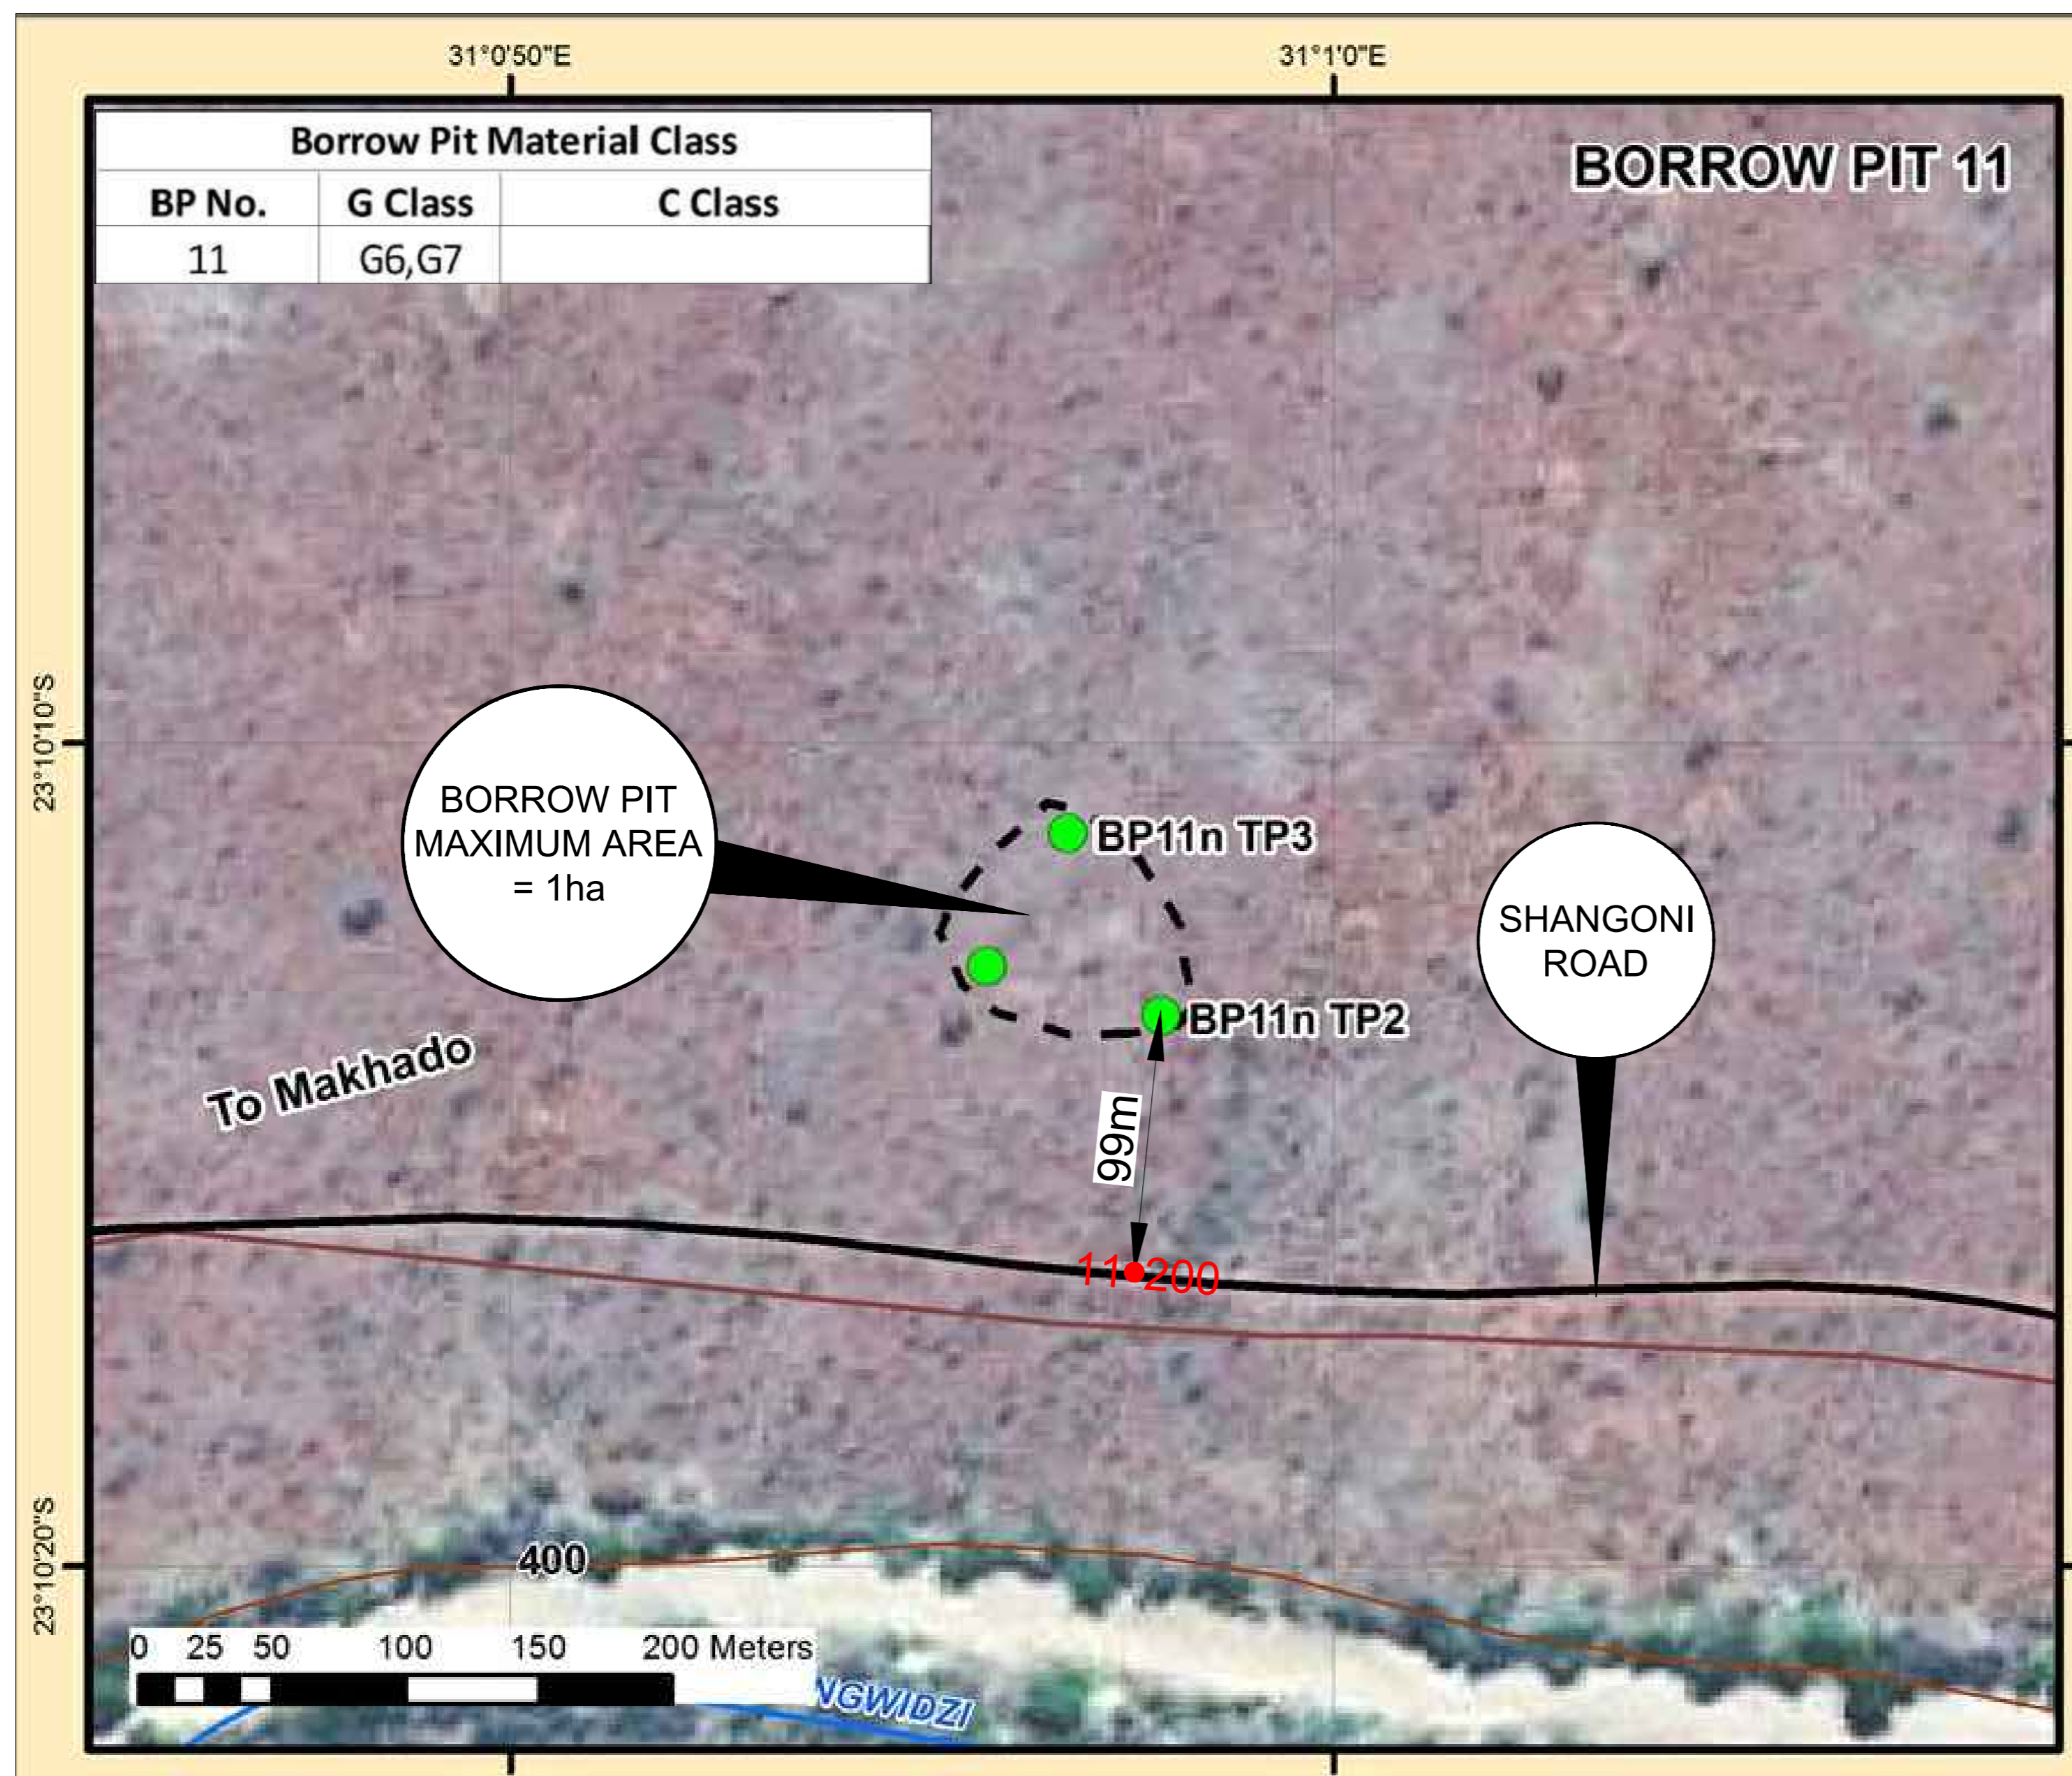 31°0'50"E
31°1'0"E
Borrow Pit Material Class
BP No. G Class C Class
11 G6,G7
BORROW PIT 11
23°10'10"S
BORROW PIT
MAXIMUM AREA
= 1ha
BP11n TP3
SHANGONI
ROAD
BP11n TP2
To Makhado
99m
11 200
23°10'20"S
400
0 25 50 100 150 200 Meters
NGWIDZI